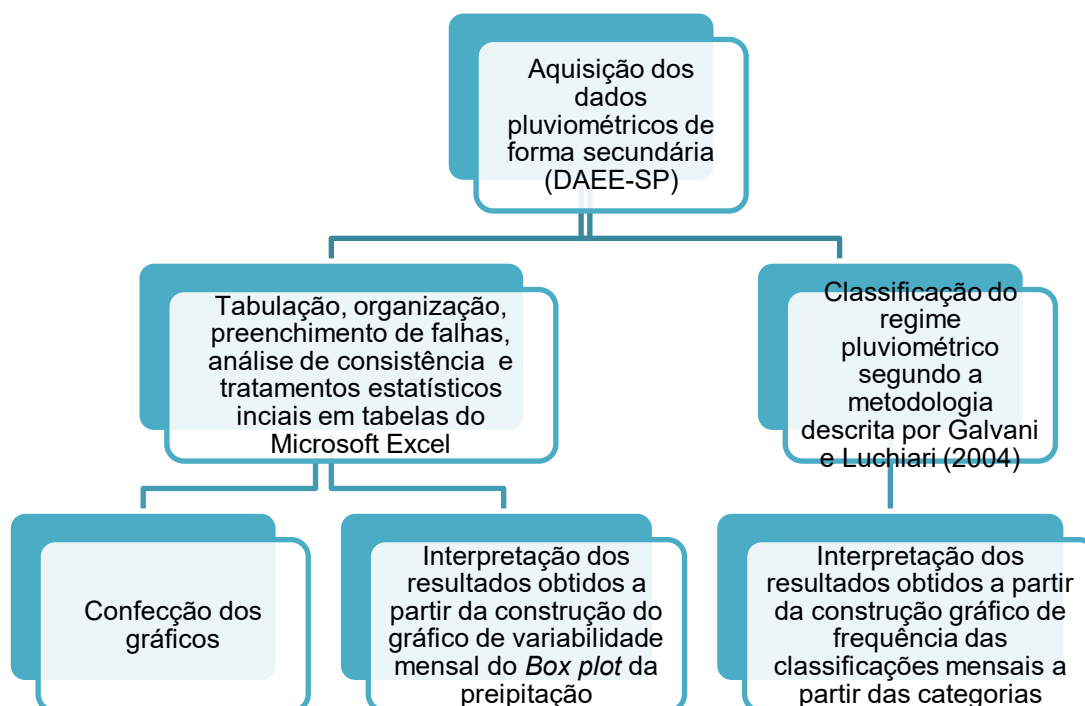 Aquisição dos
dados
pluviométricos de
forma secundária
(DAEE-SP)
Tabulação, organização,
preenchimento de falhas,
análise de consistência e
tratamentos estatísticos
inciais em tabelas do
Microsoft Excel
Classificação do
regime
pluviométrico
segundo a
metodologia
descrita por Galvani
e Luchiari (2004)
Confecção dos
gráficos
Interpretação dos
resultados obtidos a
partir da construção do
gráfico de variabilidade
mensal do Box plot da
preipitação
Interpretação dos
resultados obtidos a partir
da construção gráfico de
frequência das
classificações mensais a
partir das categorias